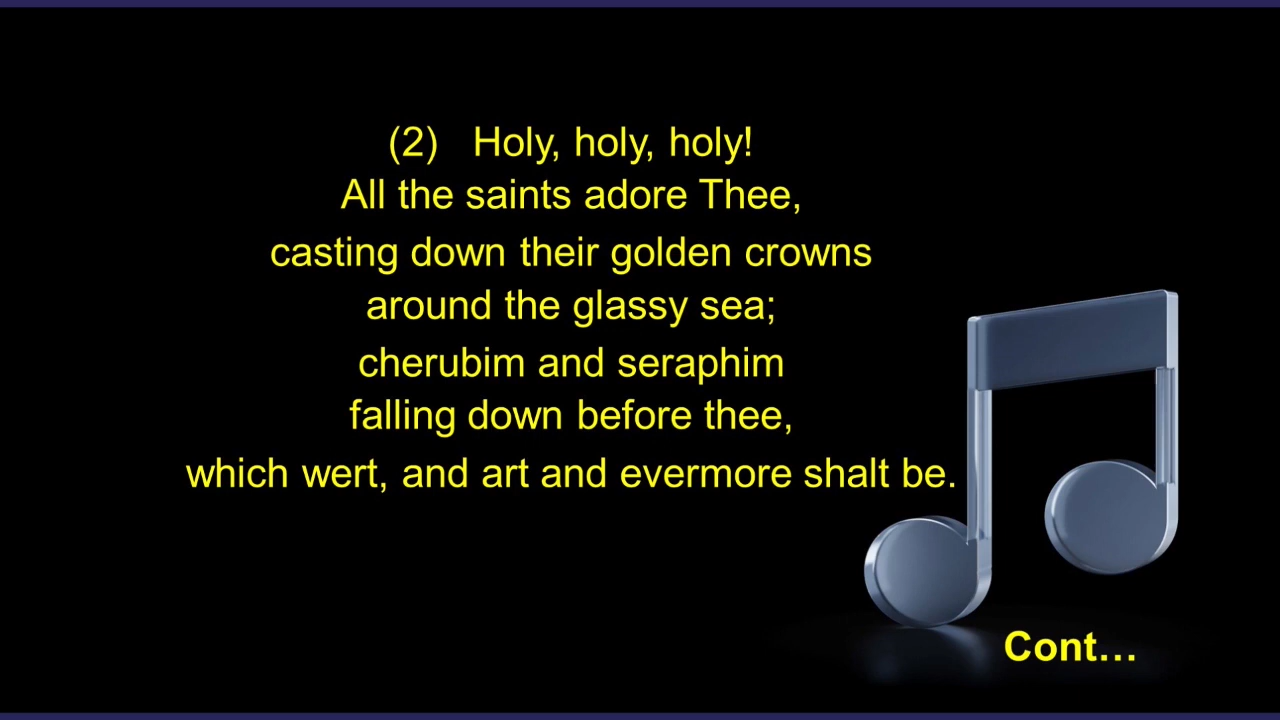 (2) Holy, holy, holy!
All the saints adore Thee,
casting down their golden crowns
around the glassy sea;
cherubim and seraphim
falling down before thee,
which wert, and art and evermore shalt be.
Cont…